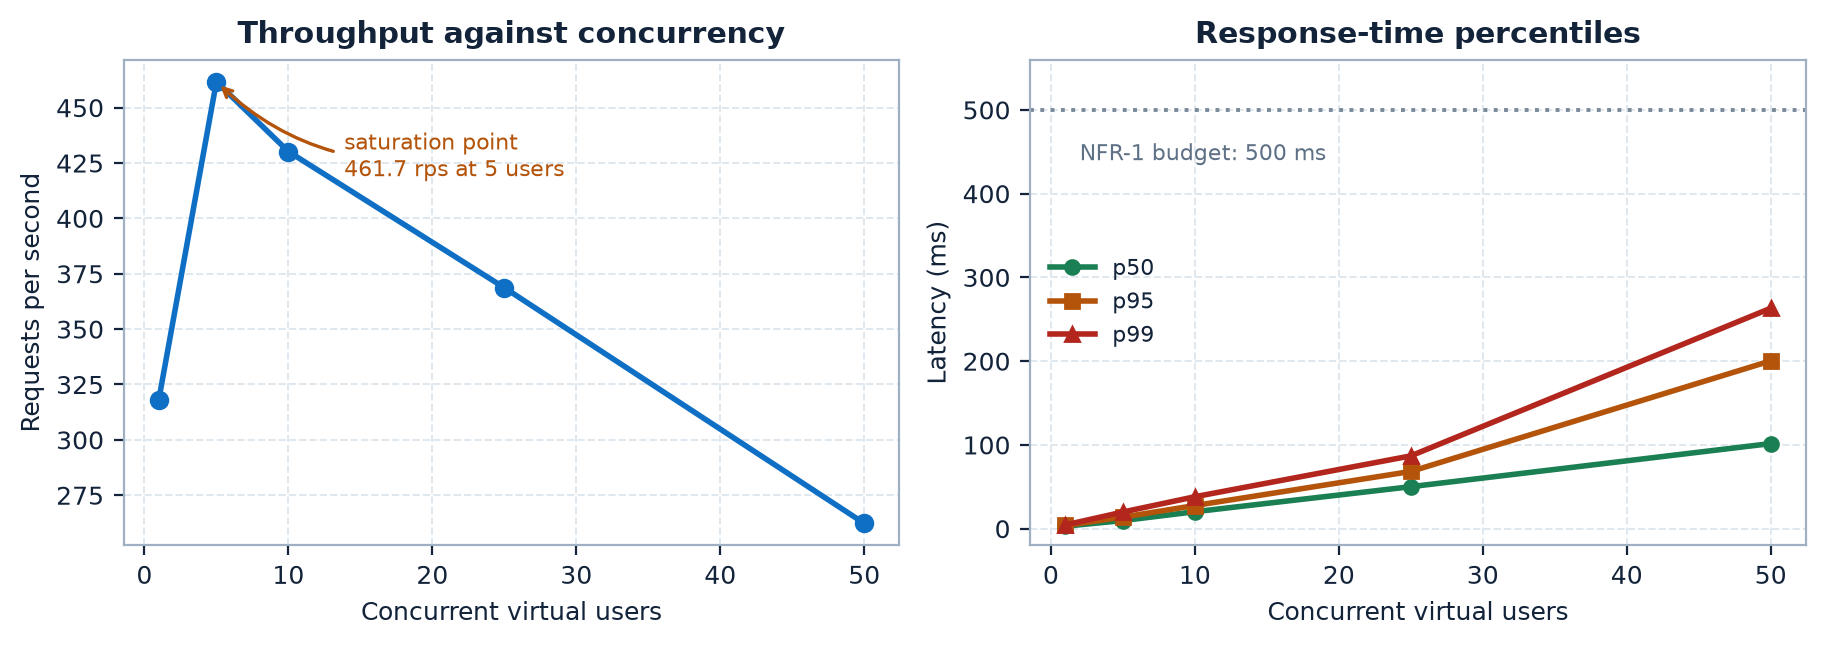 Throughput against concurrency
450
425
400
375
350
325
300
275
Requests per second
saturation point
461.7 rps at 5 users
0 10 20 30 40 50
Concurrent virtual users
Response-time percentiles
500
400
300
200
100
0
Latency (ms)
NFR-1 budget: 500 ms
p50
p95
p99
0 10 20 30 40 50
Concurrent virtual users